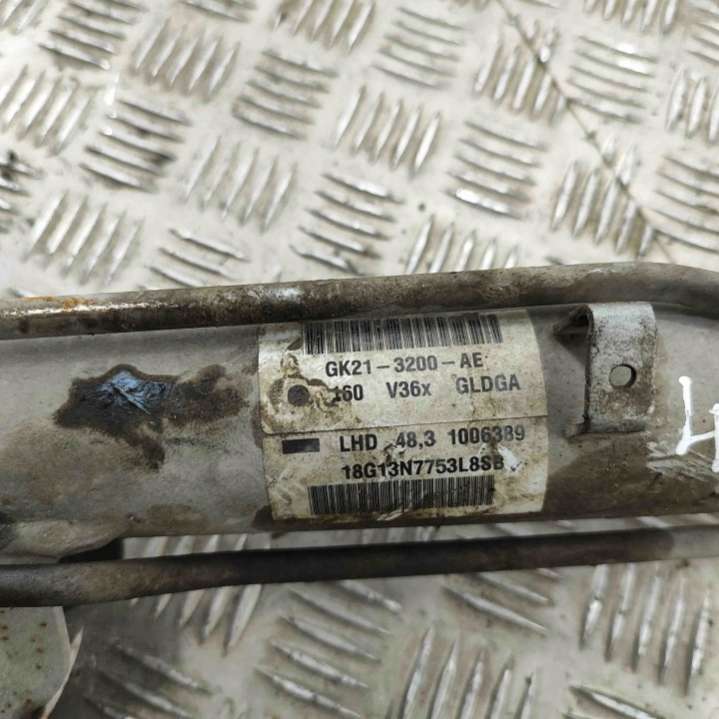 GK21-3200-AE
160 V36x GLDGA
LHD 48,3 1006389
18G13N7753L8SB